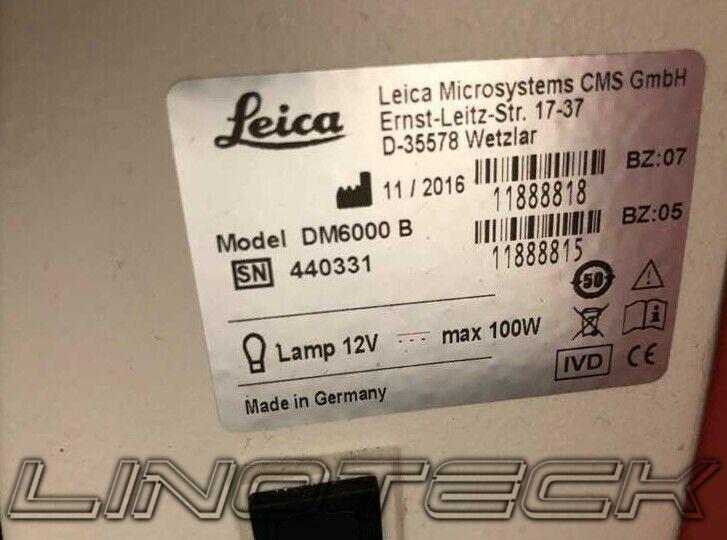 Leica
Leica Microsystems CMS GmbH
Ernst-Leitz-Str. 17-37
D-35578 Wetzlar
11 / 2016
11888818
BZ:07
Model DM6000 B
11888815
BZ:05
SN 440331
50
Lamp 12V max 100W
i
IVD CE
Made in Germany
LINOTECK